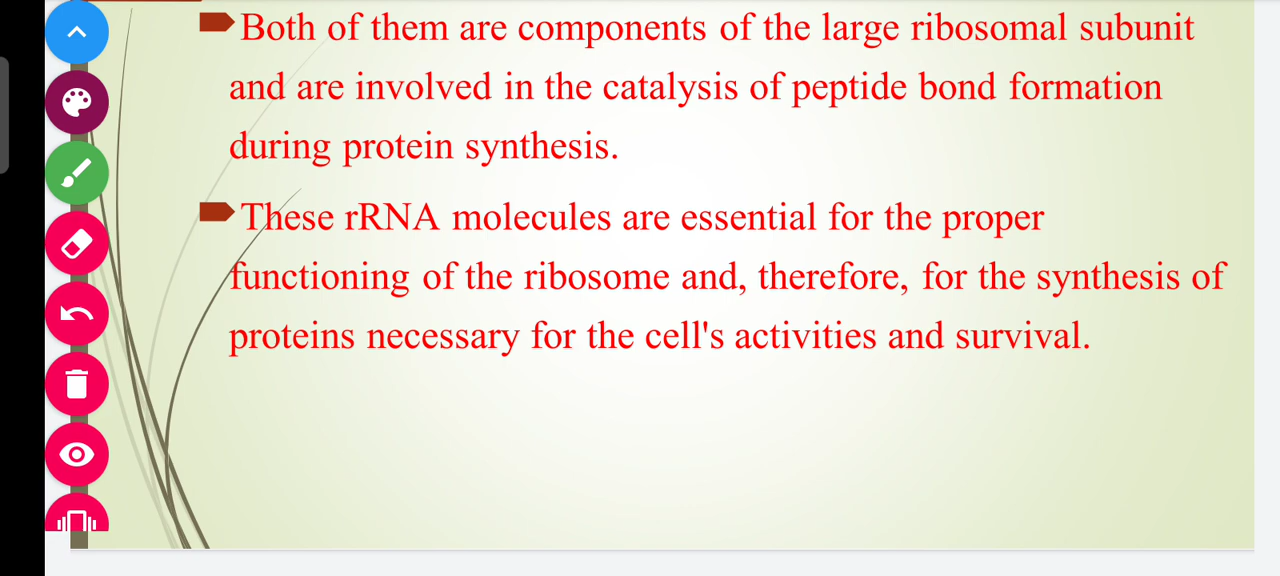 Both of them are components of the large ribosomal subunit
and are involved in the catalysis of peptide bond formation
during protein synthesis.
These rRNA molecules are essential for the proper
functioning of the ribosome and, therefore, for the synthesis of
proteins necessary for the cell's activities and survival.